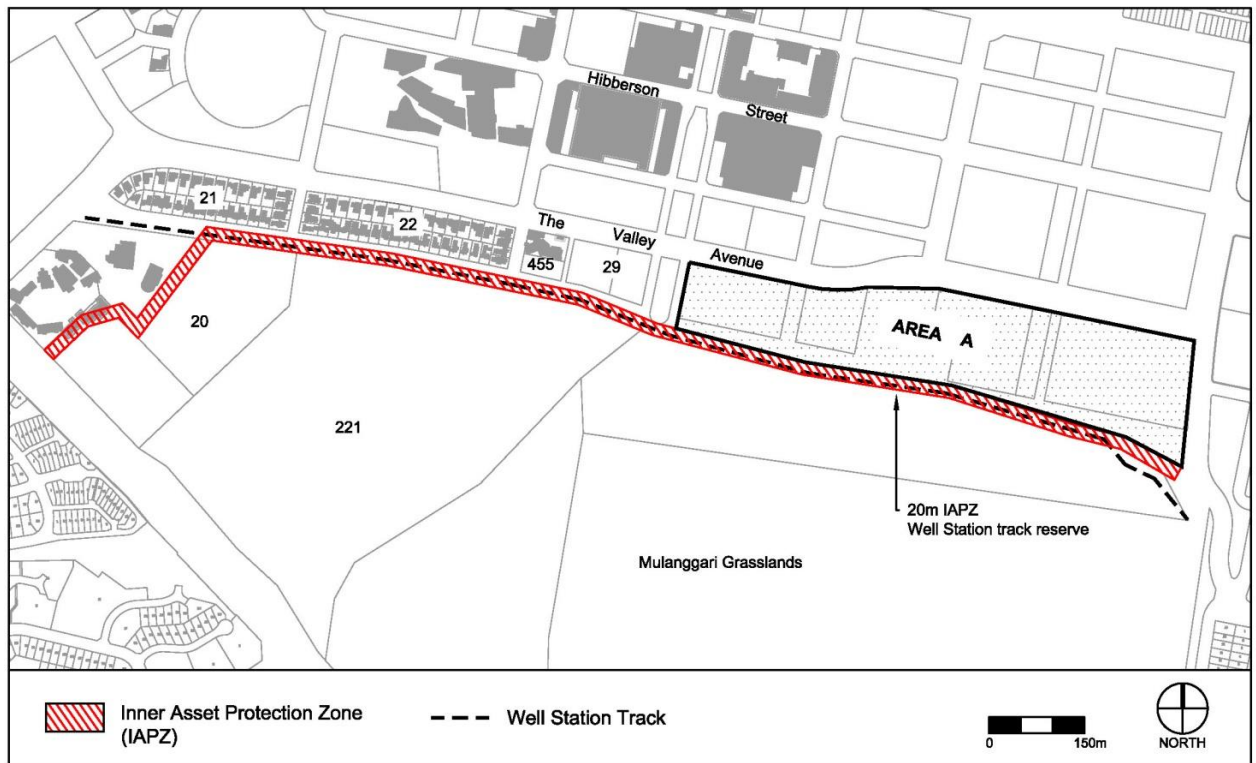 Hibberson
Street
21
22
The
Valley
Avenue
455
29
AREA A
20
221
20m IAPZ
Well Station track reserve
Mulanggari Grasslands
Inner Asset Protection Zone
(IAPZ)
Well Station Track
0
150m
NORTH